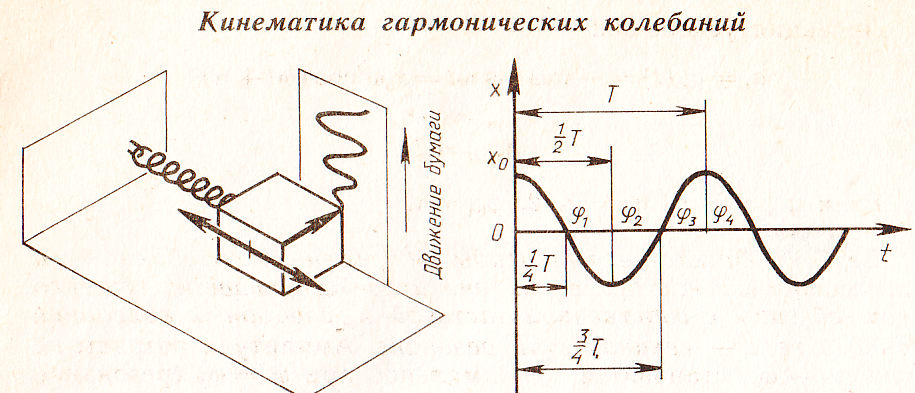 Кинематика гармонических колебаний
Движение бумаги
x
T
1/2 T
x₀
0
φ₁
φ₂
φ₃
φ₄
t
1/4 T
3/4 T